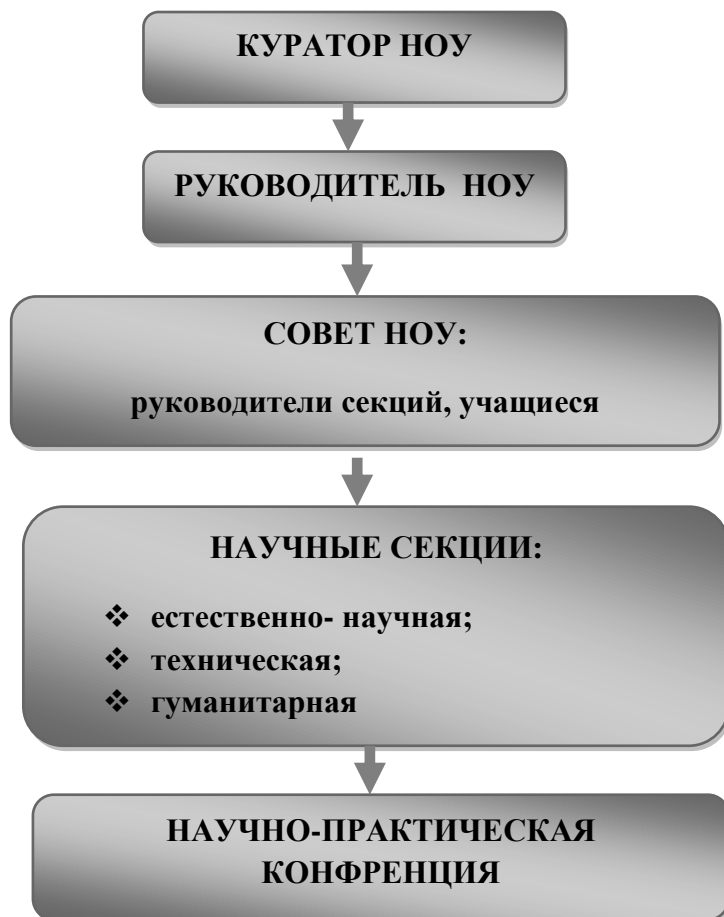 КУРАТОР НОУ
РУКОВОДИТЕЛЬ НОУ
СОВЕТ НОУ:
руководители секций, учащиеся
НАУЧНЫЕ СЕКЦИИ:
❖ естественно- научная;
❖ техническая;
❖ гуманитарная
НАУЧНО-ПРАКТИЧЕСКАЯ
КОНФРЕНЦИЯ